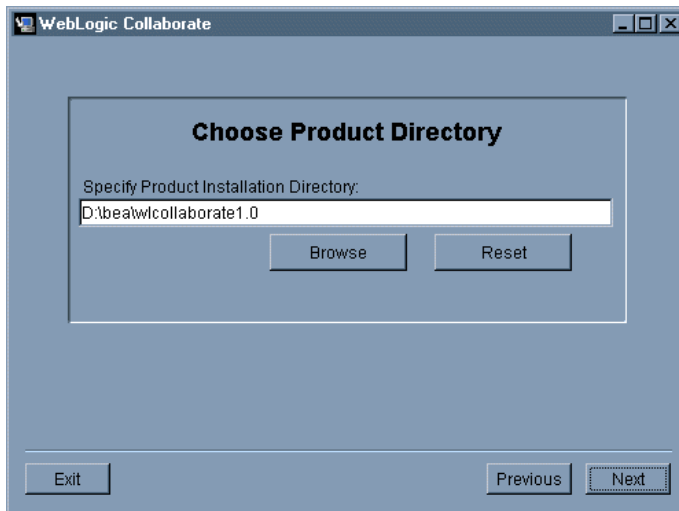 WebLogic Collaborate
Choose Product Directory
Specify Product Installation Directory:
D:\bea\wlcollaborate1.0
Browse Reset
Exit Previous Next